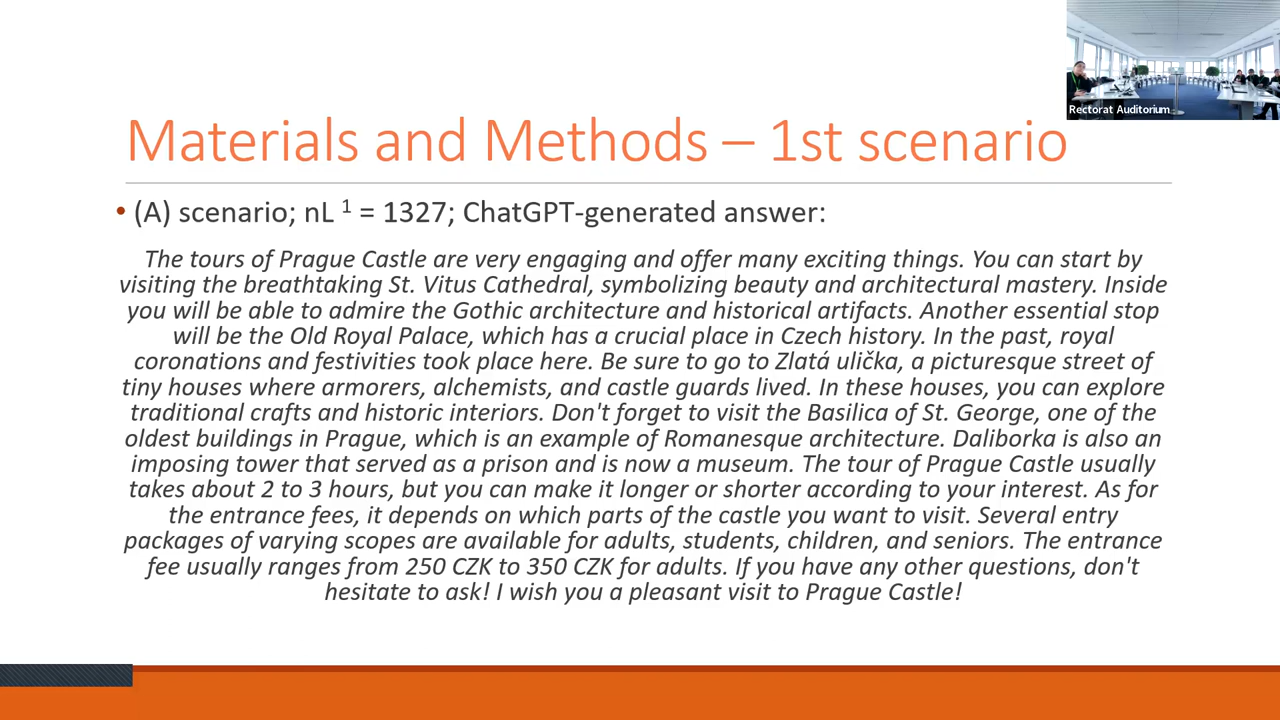 Rectorat Auditorium
Materials and Methods – 1st scenario
• (A) scenario; nL ¹ = 1327; ChatGPT-generated answer:
The tours of Prague Castle are very engaging and offer many exciting things. You can start by
visiting the breathtaking St. Vitus Cathedral, symbolizing beauty and architectural mastery. Inside
you will be able to admire the Gothic architecture and historical artifacts. Another essential stop
will be the Old Royal Palace, which has a crucial place in Czech history. In the past, royal
coronations and festivities took place here. Be sure to go to Zlatá ulička, a picturesque street of
tiny houses where armorers, alchemists, and castle guards lived. In these houses, you can explore
traditional crafts and historic interiors. Don't forget to visit the Basilica of St. George, one of the
oldest buildings in Prague, which is an example of Romanesque architecture. Daliborka is also an
imposing tower that served as a prison and is now a museum. The tour of Prague Castle usually
takes about 2 to 3 hours, but you can make it longer or shorter according to your interest. As for
the entrance fees, it depends on which parts of the castle you want to visit. Several entry
packages of varying scopes are available for adults, students, children, and seniors. The entrance
fee usually ranges from 250 CZK to 350 CZK for adults. If you have any other questions, don't
hesitate to ask! I wish you a pleasant visit to Prague Castle!